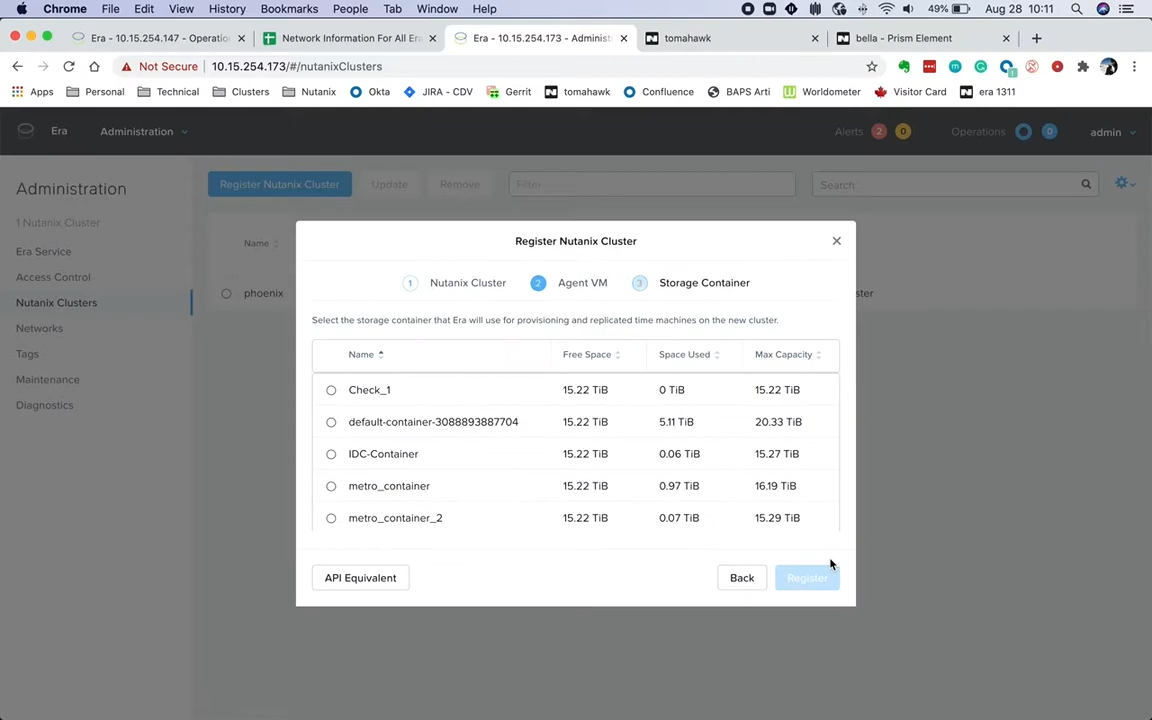 Chrome File Edit View History Bookmarks People Tab Window Help 49% Aug 28 10:11
Era - 10.15.254.147 - Operatio × Network Information For All Era × Era - 10.15.254.173 - Administ × tomahawk × bella - Prism Element × +
Not Secure 10.15.254.173/#/nutanixClusters
Apps Personal Technical Clusters Nutanix Okta JIRA - CDV Gerrit tomahawk Confluence BAPS Arti Worldometer Visitor Card era 1311
Era Administration Alerts 2 0 Operations 0 admin
Administration
Register Nutanix Cluster Update Remove Filter Search
1 Nutanix Cluster
Era Service
Access Control
Nutanix Clusters
Networks
Tags
Maintenance
Diagnostics
Name
phoenix
ster
Register Nutanix Cluster
1 Nutanix Cluster 2 Agent VM 3 Storage Container
Select the storage container that Era will use for provisioning and replicated time machines on the new cluster.
Name Free Space Space Used Max Capacity
Check_1 15.22 TiB 0 TiB 15.22 TiB
default-container-3088893887704 15.22 TiB 5.11 TiB 20.33 TiB
IDC-Container 15.22 TiB 0.06 TiB 15.27 TiB
metro_container 15.22 TiB 0.97 TiB 16.19 TiB
metro_container_2 15.22 TiB 0.07 TiB 15.29 TiB
API Equivalent Back Register